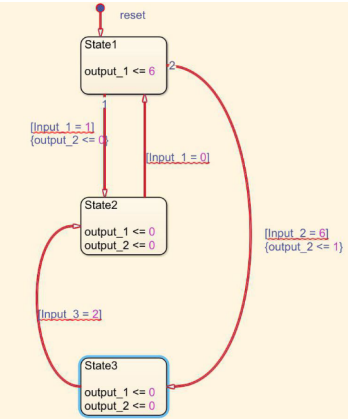 reset
State1
output_1 <= 6
2
1
[Input_1 = 1]
{output_2 <= 0}
[Input_1 = 0]
State2
output_1 <= 0
output_2 <= 0
[Input_2 = 6]
{output_2 <= 1}
[Input_3 = 2]
State3
output_1 <= 0
output_2 <= 0